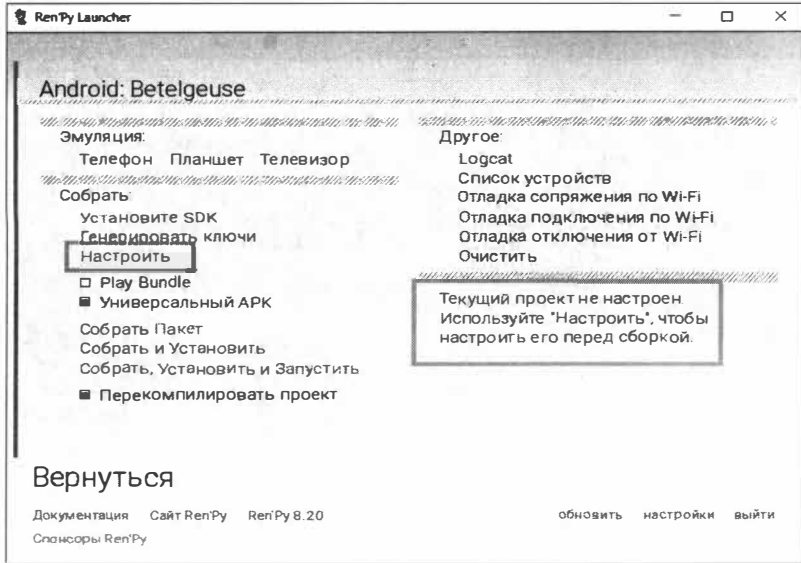 Ren'Py Launcher
Android: Betelgeuse
Эмуляция:
Телефон Планшет Телевизор
Собрать:
Установите SDK
Генерировать ключи
Настроить
Play Bundle
Универсальный APK
Собрать Пакет
Собрать и Установить
Собрать, Установить и Запустить
Перекомпилировать проект
Другое:
Logcat
Список устройств
Отладка сопряжения по Wi-Fi
Отладка подключения по Wi-Fi
Отладка отключения от Wi-Fi
Очистить
Текущий проект не настроен.
Используйте "Настроить", чтобы
настроить его перед сборкой.
Вернуться
Документация Сайт Ren'Py Ren'Py 8.20 обновить настройки выйти
Спонсоры Ren'Py